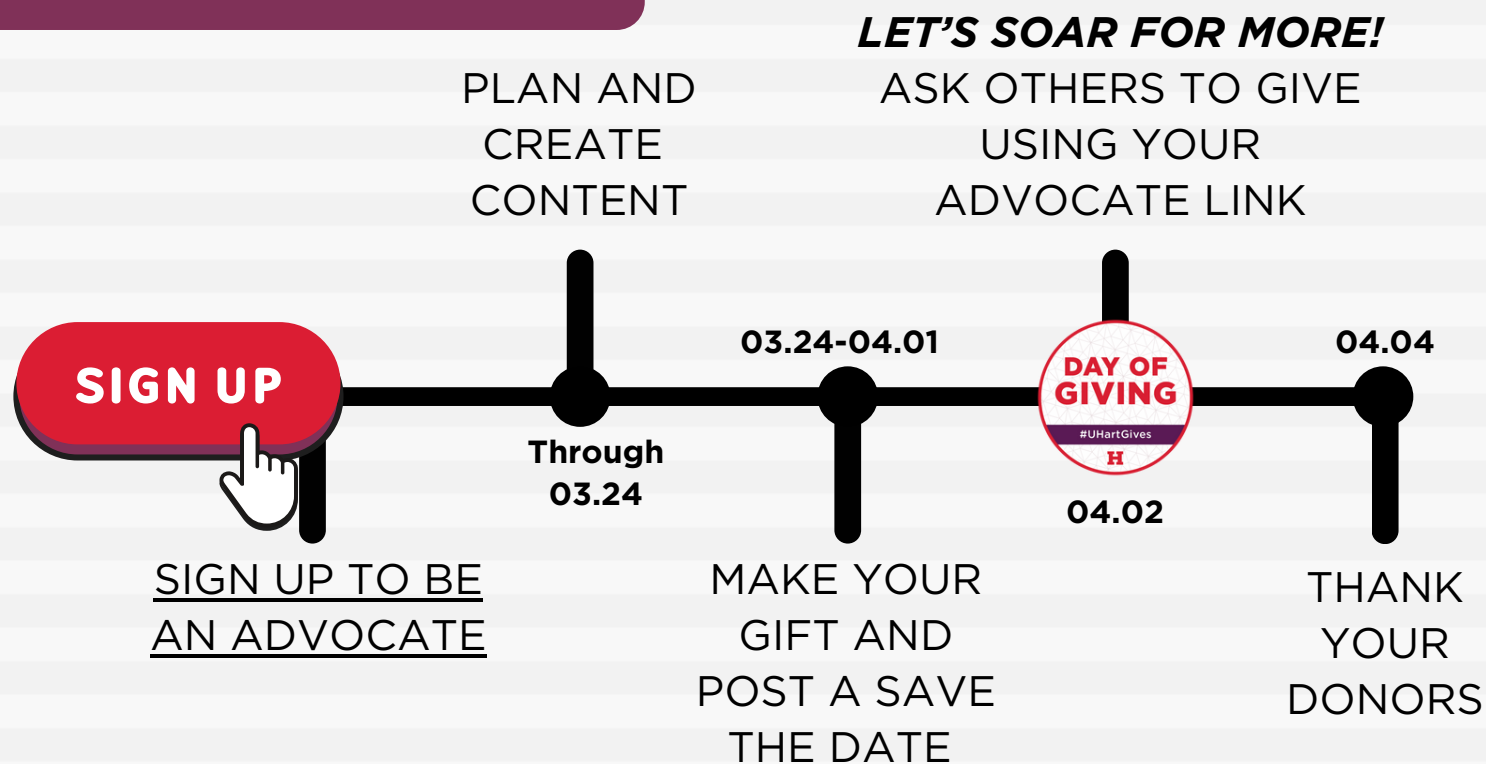 SIGN UP
SIGN UP TO BE
AN ADVOCATE
PLAN AND
CREATE
CONTENT
Through
03.24
03.24-04.01
MAKE YOUR
GIFT AND
POST A SAVE
THE DATE
LET'S SOAR FOR MORE!
ASK OTHERS TO GIVE
USING YOUR
ADVOCATE LINK
DAY OF
GIVING
#UHartGives
H
04.02
04.04
THANK
YOUR
DONORS